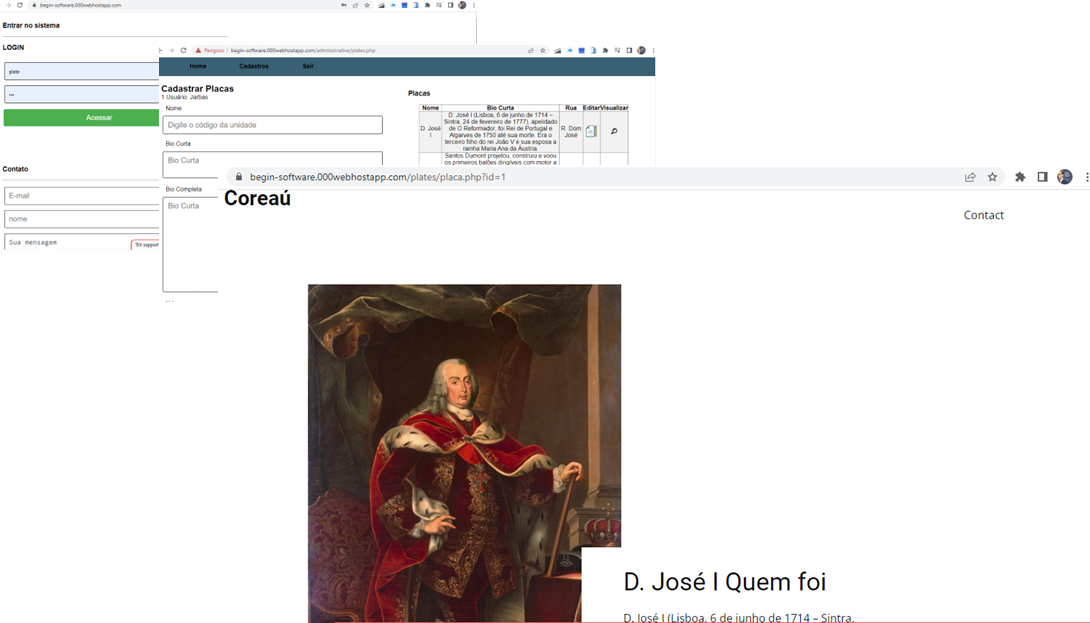 begin-software.000webhostapp.com
Entrar no sistema
LOGIN
plate
Acessar
Contato
E-mail
nome
Sua mensagem
We support
Perigoso
begin-software.000webhostapp.com/administrative/plates.php
Home Cadastros Sair
Cadastrar Placas
1 Usuário: Jarbas
Nome
Digite o código da unidade
Bio Curta
Bio Curta
Bio Completa
Bio Curta
...
Placas
Nome Bio Curta Rua Editar Visualizar
D. José I
D. José I (Lisboa, 6 de junho de 1714 –
Sintra, 24 de fevereiro de 1777), apelidado
de O Reformador, foi Rei de Portugal e
Algarves de 1750 até sua morte. Era o
terceiro filho do rei João V e sua esposa a
rainha Maria Ana da Áustria.
R. Dom
José
Santos Dumont projetou, construiu e voou
os primeiros balões dirigíveis com motor a
begin-software.000webhostapp.com/plates/placa.php?id=1
Coreaú
Contact
D. José I Quem foi
D. José I (Lisboa, 6 de junho de 1714 – Sintra,